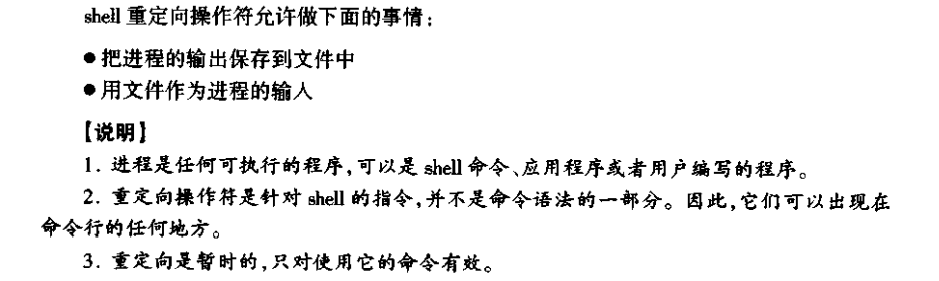 shell 重定向操作符允许做下面的事情：
●把进程的输出保存到文件中
●用文件作为进程的输人
【说明】
1. 进程是任何可执行的程序,可以是 shell 命令、应用程序或者用户编写的程序。
2. 重定向操作符是针对 shell 的指令,并不是命令语法的一部分。因此,它们可以出现在
命令行的任何地方。
3. 重定向是暂时的,只对使用它的命令有效。